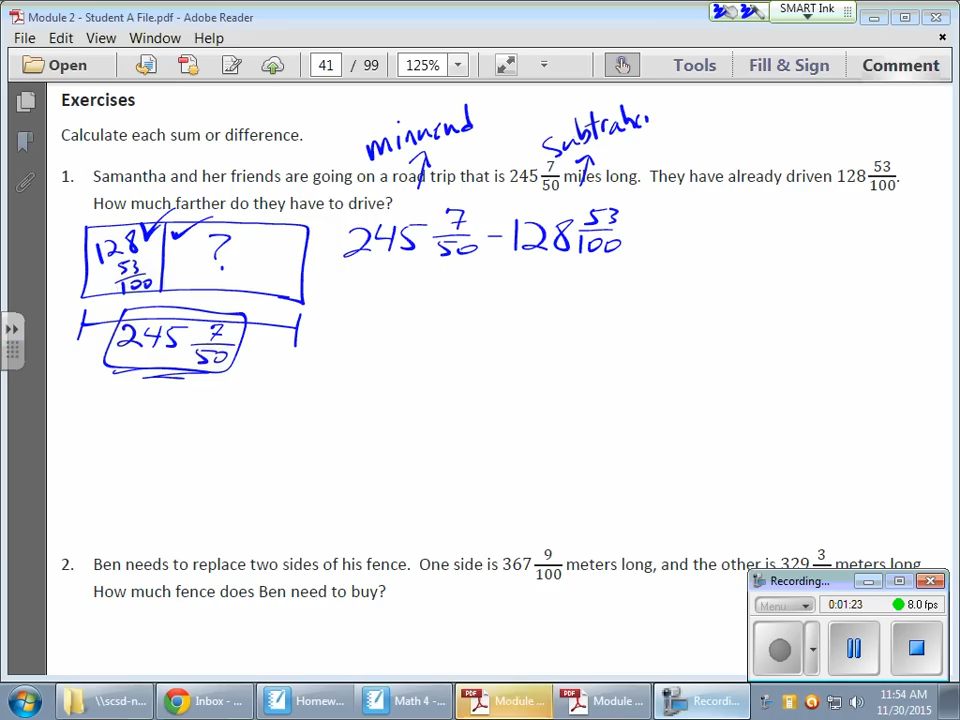 Module 2 - Student A File.pdf - Adobe Reader
SMART Ink
File Edit View Window Help
Open 41 / 99 125% Tools Fill & Sign Comment
Exercises
Calculate each sum or difference.
minuend subtrahe
1. Samantha and her friends are going on a road trip that is 245 7/50 miles long. They have already driven 128 53/100.
How much farther do they have to drive?
128 53/100 ?
245 7/50 − 128 53/100
245 7/50
2. Ben needs to replace two sides of his fence. One side is 367 9/100 meters long, and the other is 329 3 meters long.
How much fence does Ben need to buy?
Recording...
Menu 0:01:23 8.0 fps
\\sscd-n... Inbox - ... Homew... Math 4 -... Module ... Module ... Recordi... 11:54 AM
11/30/2015